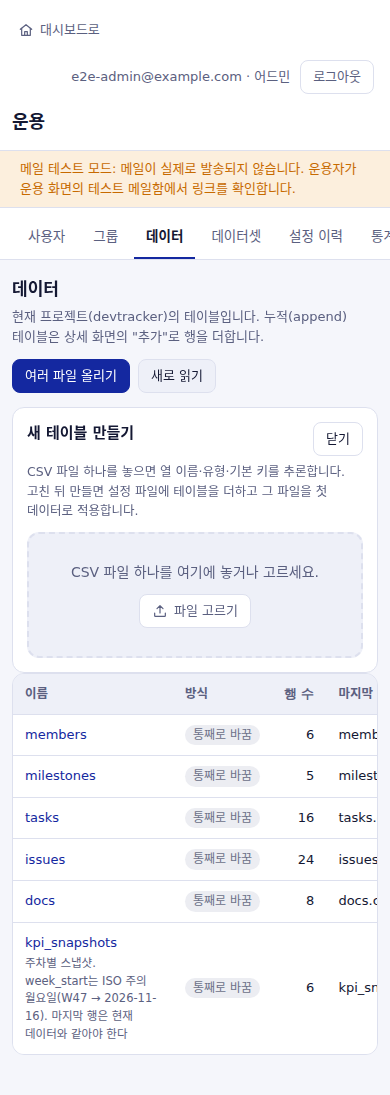 대시보드로
e2e-admin@example.com · 어드민
로그아웃
운용
메일 테스트 모드: 메일이 실제로 발송되지 않습니다. 운용자가
운용 화면의 테스트 메일함에서 링크를 확인합니다.
사용자 그룹 데이터 데이터셋 설정 이력 통계
데이터
현재 프로젝트(devtracker)의 테이블입니다. 누적(append)
테이블은 상세 화면의 "추가"로 행을 더합니다.
여러 파일 올리기 새로 읽기
새 테이블 만들기
닫기
CSV 파일 하나를 놓으면 열 이름·유형·기본 키를 추론합니다.
고친 뒤 만들면 설정 파일에 테이블을 더하고 그 파일을 첫
데이터로 적용합니다.
CSV 파일 하나를 여기에 놓거나 고르세요.
파일 고르기
이름 방식 행 수 마지막
members 통째로 바꿈 6 memb
milestones 통째로 바꿈 5 milest
tasks 통째로 바꿈 16 tasks.
issues 통째로 바꿈 24 issues
docs 통째로 바꿈 8 docs.c
kpi_snapshots
주차별 스냅샷.
week_start는 ISO 주의
월요일(W47 → 2026-11-
16). 마지막 행은 현재
데이터와 같아야 한다
통째로 바꿈 6 kpi_sn